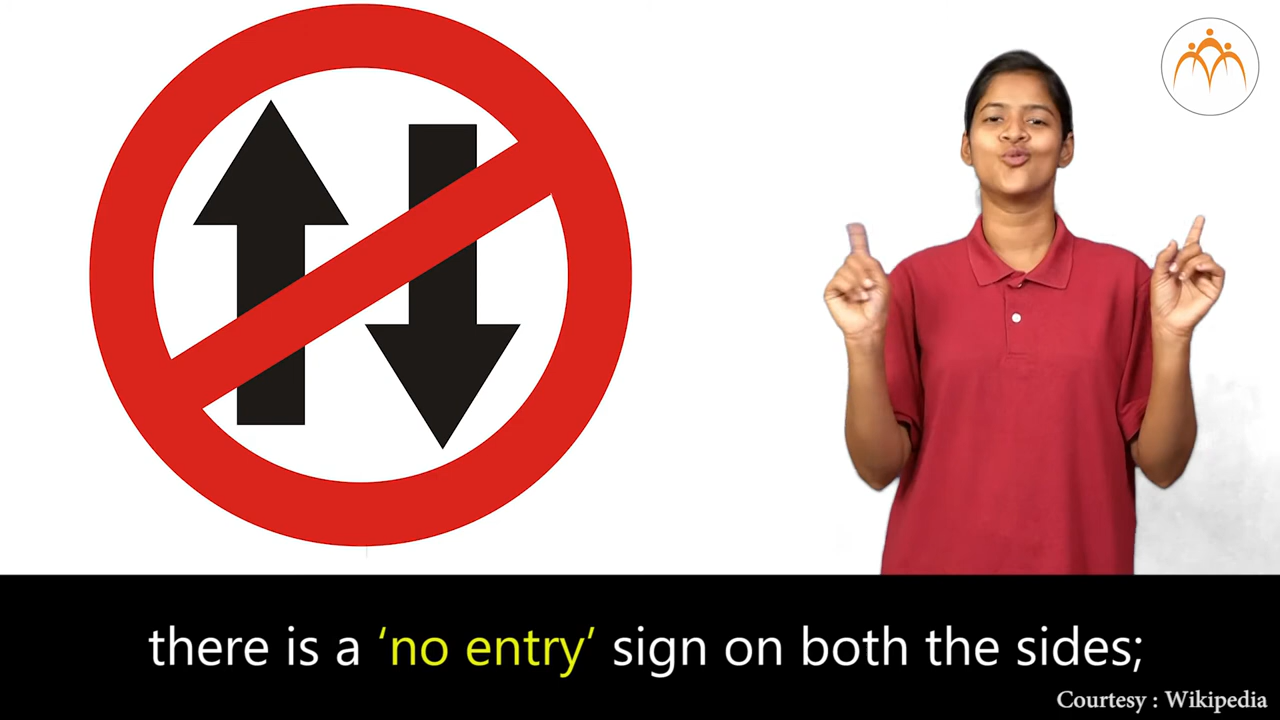 there is a ‘no entry’ sign on both the sides;
Courtesy : Wikipedia